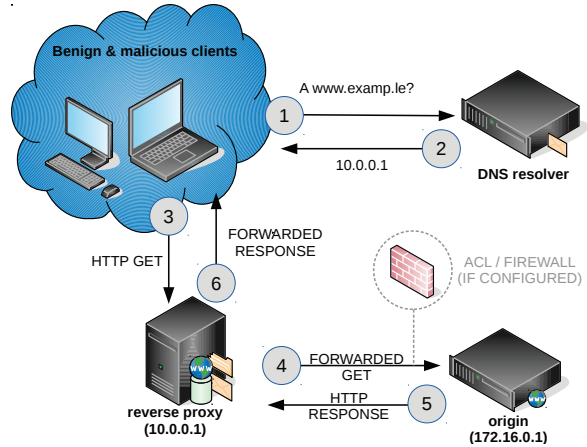 Benign & malicious clients
A www.examp.le?
1
2
10.0.0.1
DNS resolver
3
HTTP GET
FORWARDED
RESPONSE
6
ACL / FIREWALL
(IF CONFIGURED)
4
FORWARDED
GET
HTTP
RESPONSE
5
www
reverse proxy
(10.0.0.1)
www
origin
(172.16.0.1)